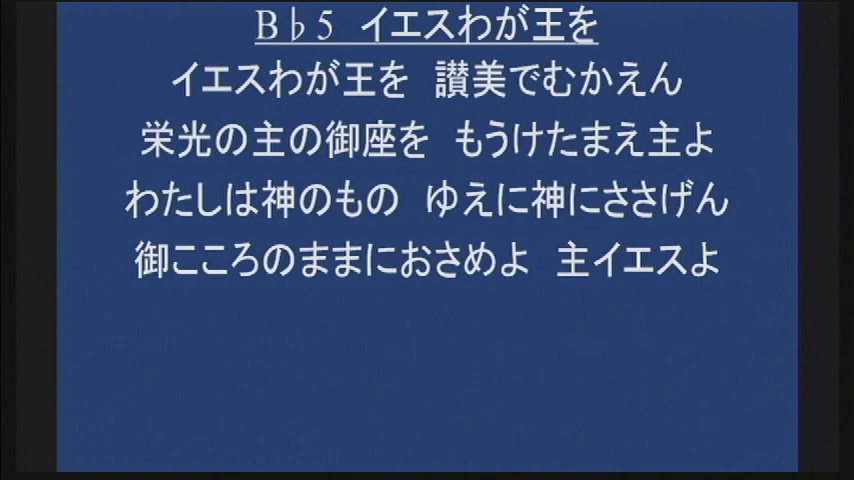 B♭5 イエスわが王を
イエスわが王を 讃美でむかえん
栄光の主の御座を もうけたまえ主よ
わたしは神のもの ゆえに神にささげん
御こころのままにおさめよ 主イエスよ